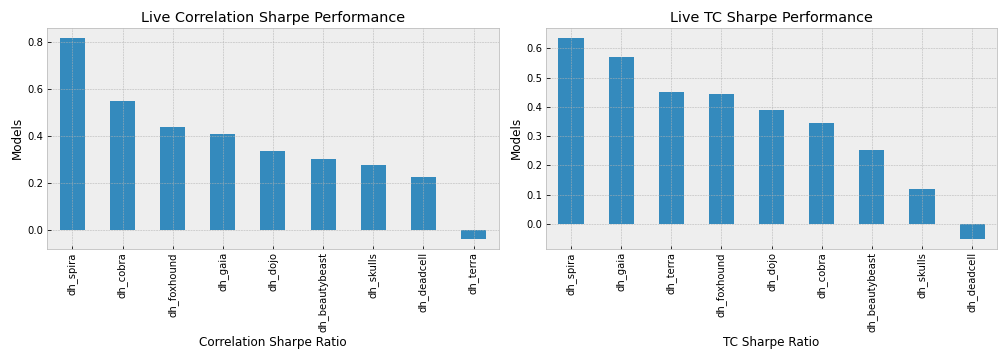 Live Correlation Sharpe Performance
Models
0.8
0.6
0.4
0.2
0.0
dh_spira
dh_cobra
dh_foxhound
dh_gaia
dh_dojo
dh_beautybeast
dh_skulls
dh_deadcell
dh_terra
Correlation Sharpe Ratio
Live TC Sharpe Performance
Models
0.6
0.5
0.4
0.3
0.2
0.1
0.0
dh_spira
dh_gaia
dh_terra
dh_foxhound
dh_dojo
dh_cobra
dh_beautybeast
dh_skulls
dh_deadcell
TC Sharpe Ratio